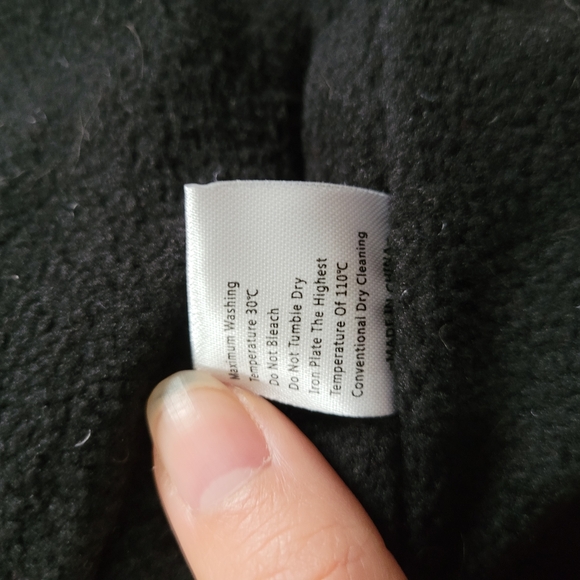 Maximum Washing
Temperature 30℃
Do Not Bleach
Do Not Tumble Dry
Iron Plate The Highest
Temperature Of 110℃
Conventional Dry Cleaning
MADE IN CHINA